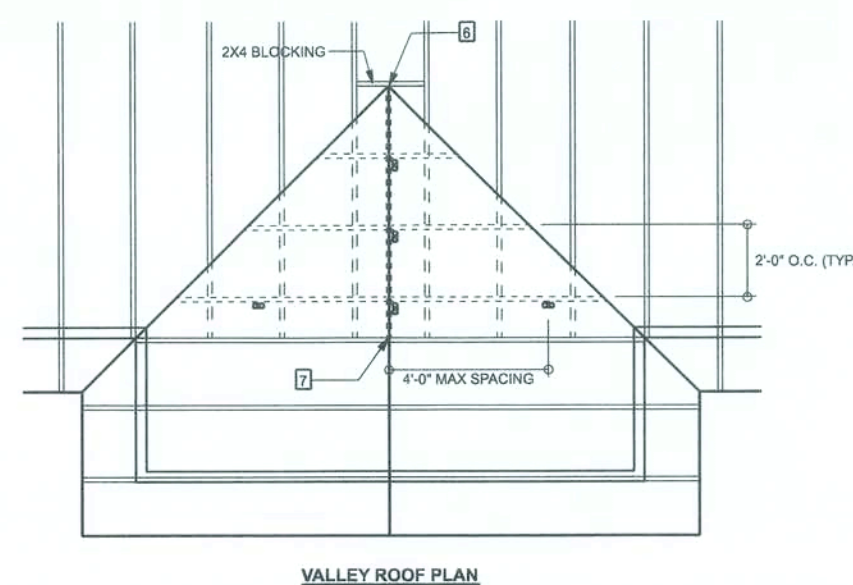 6
2X4 BLOCKING
2'-0" O.C. (TYP
7
4'-0" MAX SPACING
VALLEY ROOF PLAN